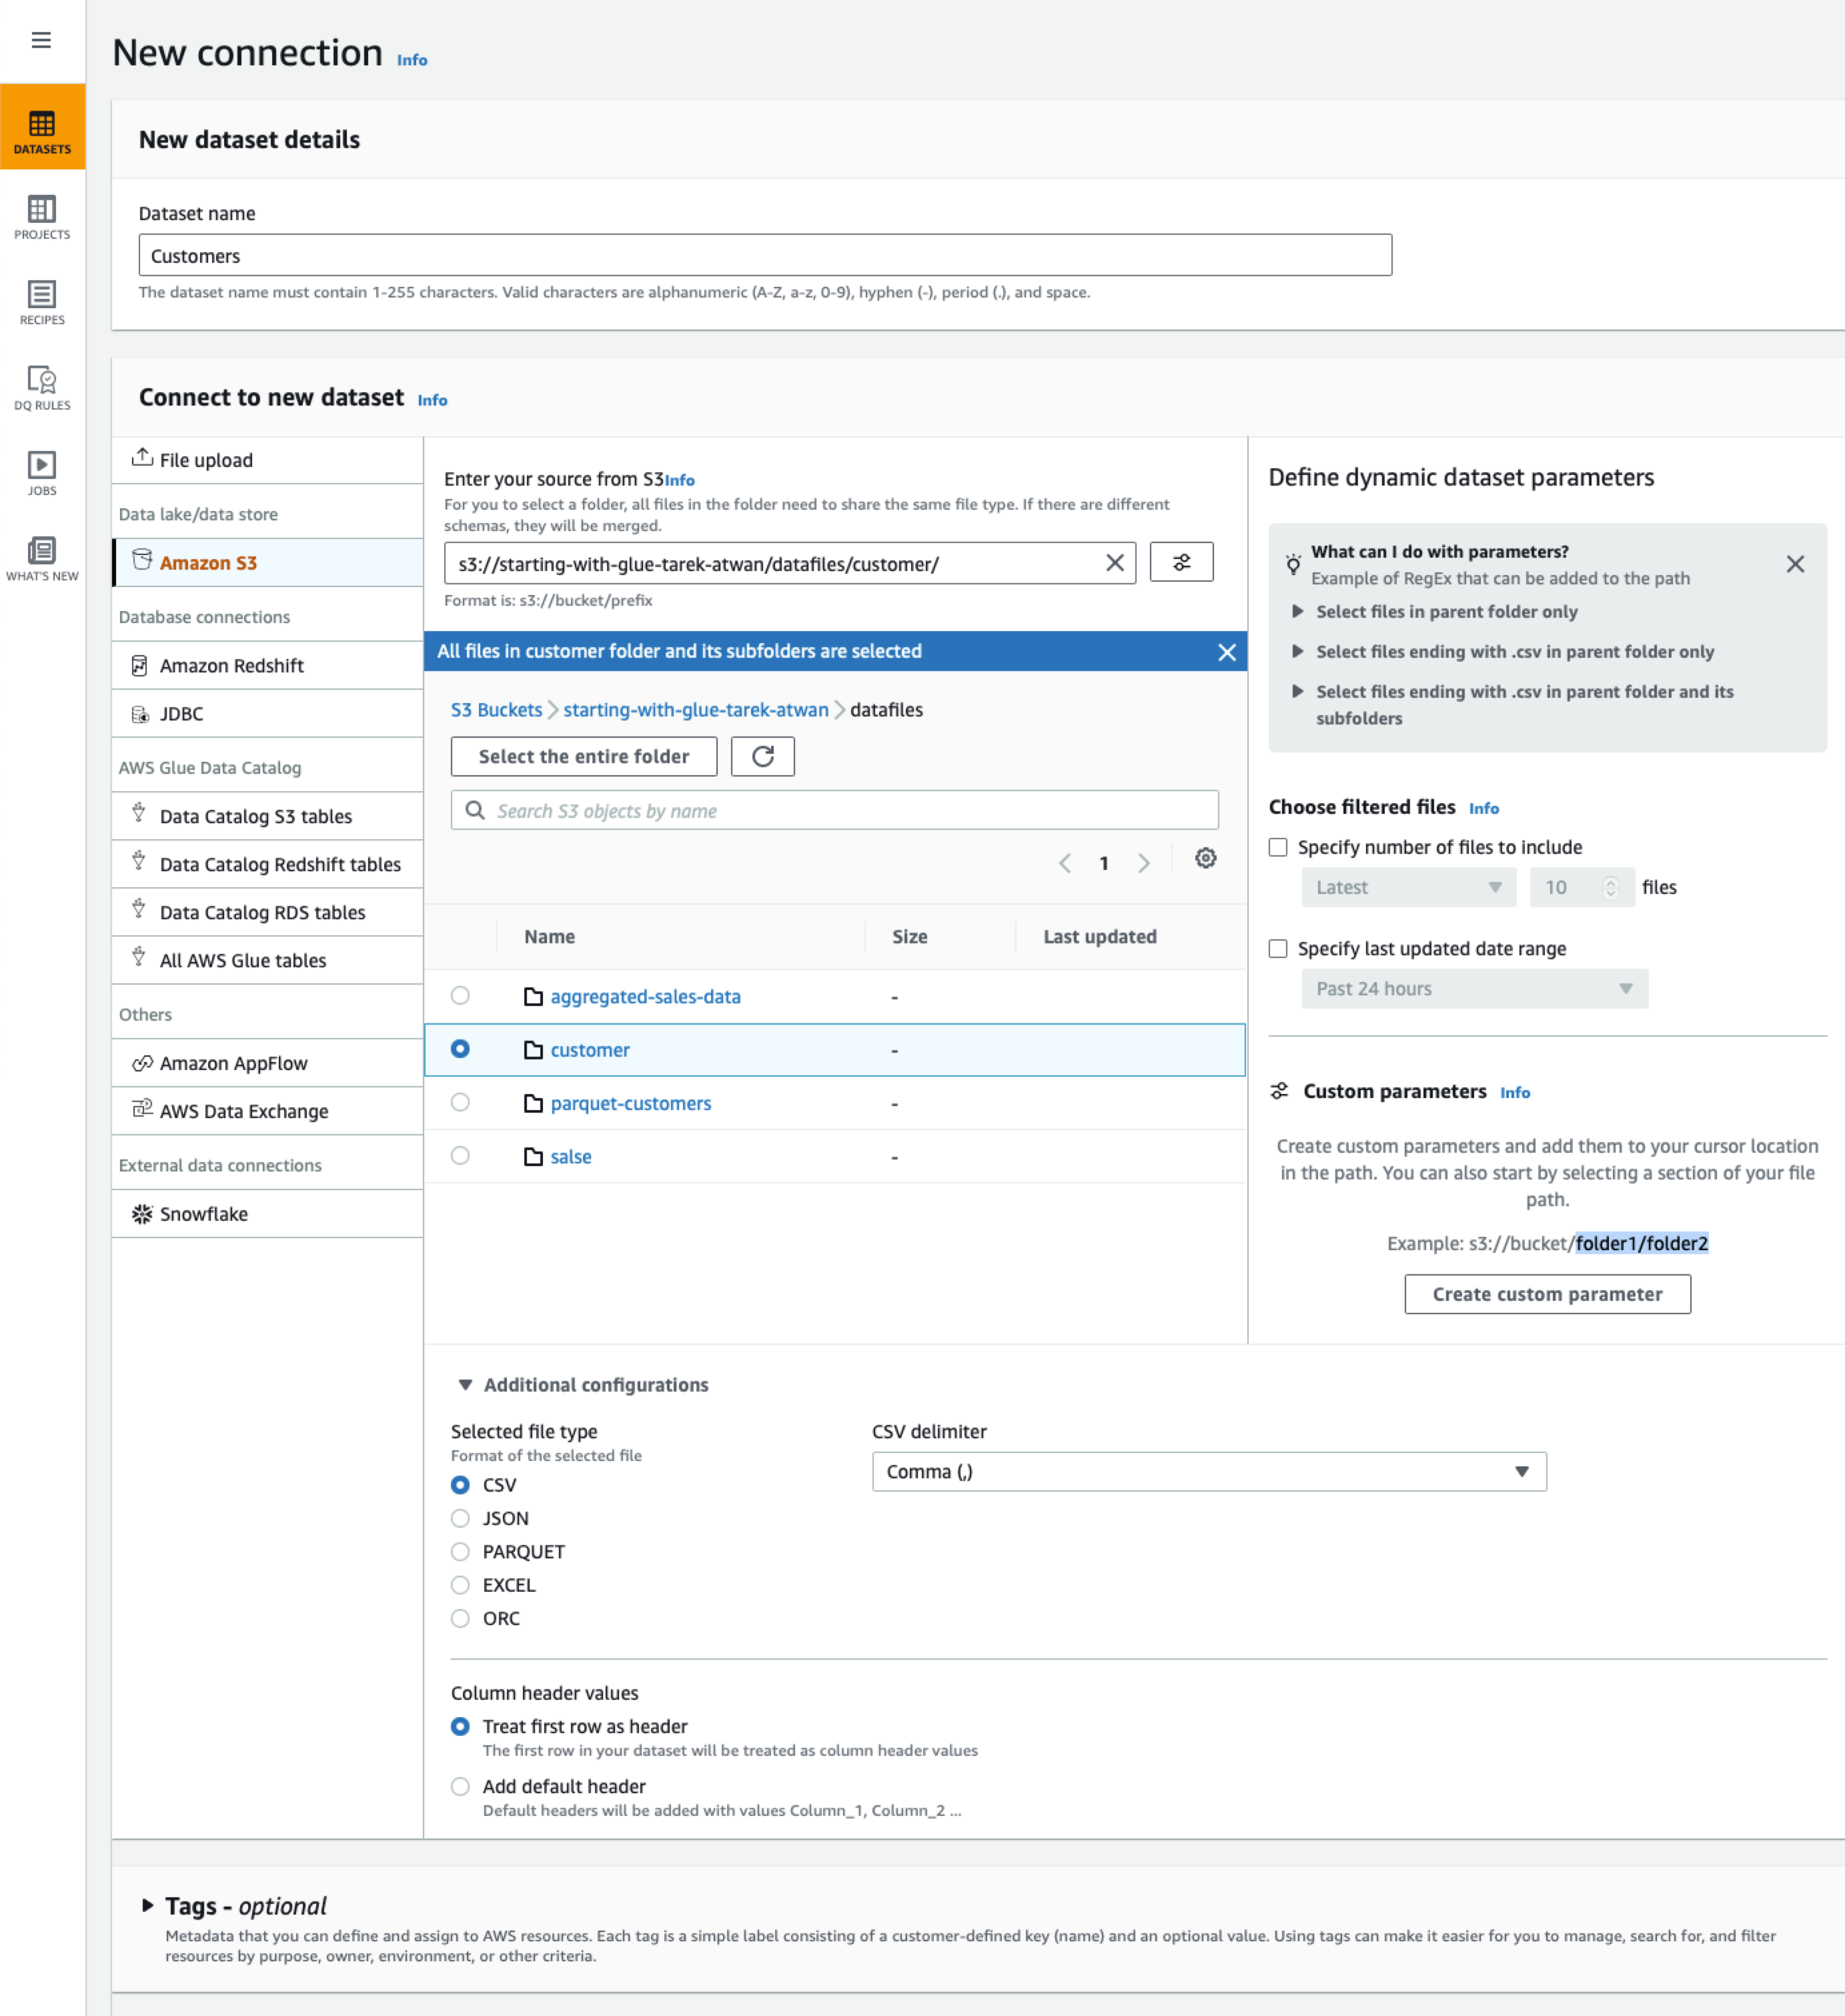 New connection Info
DATASETS
PROJECTS
RECIPES
DQ RULES
JOBS
WHAT'S NEW
New dataset details
Dataset name
Customers
The dataset name must contain 1-255 characters. Valid characters are alphanumeric (A-Z, a-z, 0-9), hyphen (-), period (.), and space.
Connect to new dataset Info
File upload
Data lake/data store
Amazon S3
Database connections
Amazon Redshift
JDBC
AWS Glue Data Catalog
Data Catalog S3 tables
Data Catalog Redshift tables
Data Catalog RDS tables
All AWS Glue tables
Others
Amazon AppFlow
AWS Data Exchange
External data connections
Snowflake
Enter your source from S3Info
For you to select a folder, all files in the folder need to share the same file type. If there are different
schemas, they will be merged.
s3://starting-with-glue-tarek-atwan/datafiles/customer/
Format is: s3://bucket/prefix
All files in customer folder and its subfolders are selected
S3 Buckets starting-with-glue-tarek-atwan datafiles
Select the entire folder
Search S3 objects by name
1
Name Size Last updated
aggregated-sales-data -
customer -
parquet-customers -
salse -
Define dynamic dataset parameters
What can I do with parameters?
Example of RegEx that can be added to the path
Select files in parent folder only
Select files ending with .csv in parent folder only
Select files ending with .csv in parent folder and its
subfolders
Choose filtered files Info
Specify number of files to include
Latest 10 files
Specify last updated date range
Past 24 hours
Custom parameters Info
Create custom parameters and add them to your cursor location
in the path. You can also start by selecting a section of your file
path.
Example: s3://bucket/folder1/folder2
Create custom parameter
Additional configurations
Selected file type
Format of the selected file
CSV
JSON
PARQUET
EXCEL
ORC
CSV delimiter
Comma (,)
Column header values
Treat first row as header
The first row in your dataset will be treated as column header values
Add default header
Default headers will be added with values Column_1, Column_2 ...
Tags - optional
Metadata that you can define and assign to AWS resources. Each tag is a simple label consisting of a customer-defined key (name) and an optional value. Using tags can make it easier for you to manage, search for, and filter
resources by purpose, owner, environment, or other criteria.